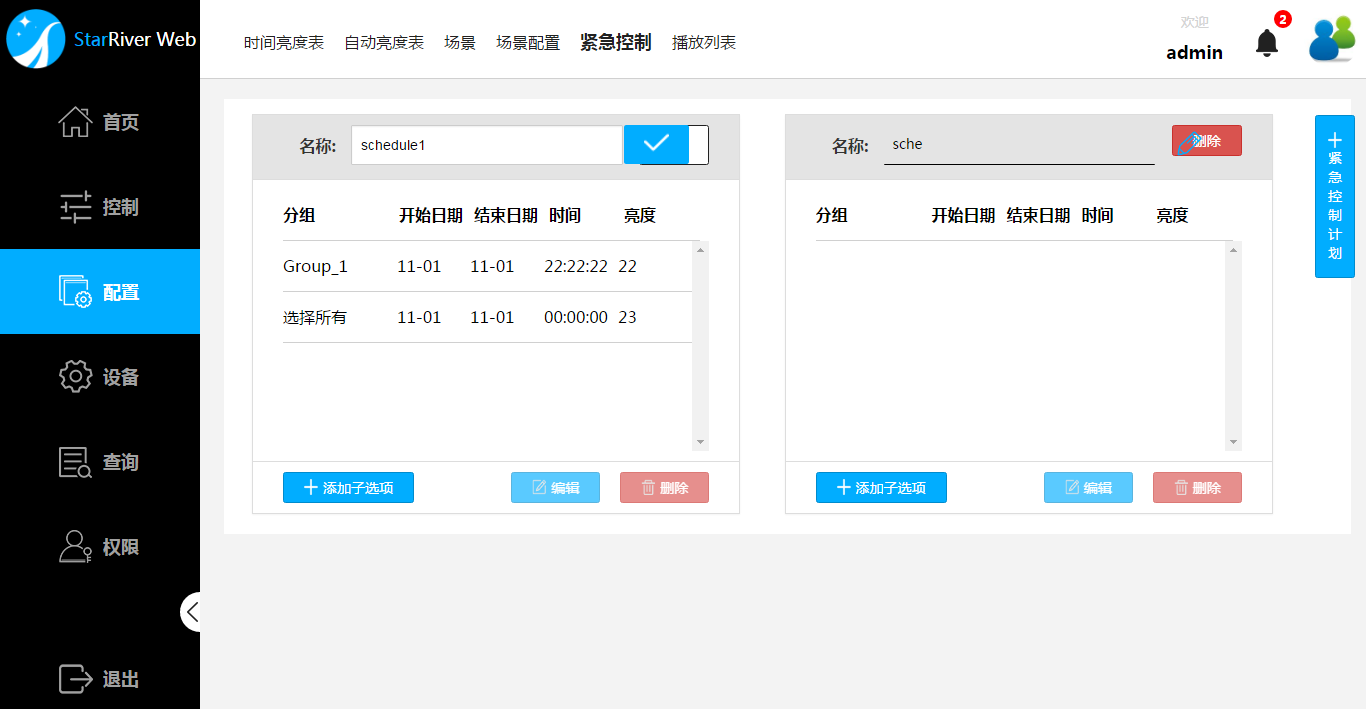 StarRiver Web
时间亮度表 自动亮度表 场景 场景配置 紧急控制 播放列表
欢迎
admin
2
首页
控制
配置
设备
查询
权限
退出
名称: schedule1
分组 开始日期 结束日期 时间 亮度
Group_1 11-01 11-01 22:22:22 22
选择所有 11-01 11-01 00:00:00 23
添加子选项 编辑 删除
名称: sche 删除
分组 开始日期 结束日期 时间 亮度
添加子选项 编辑 删除
紧急控制计划